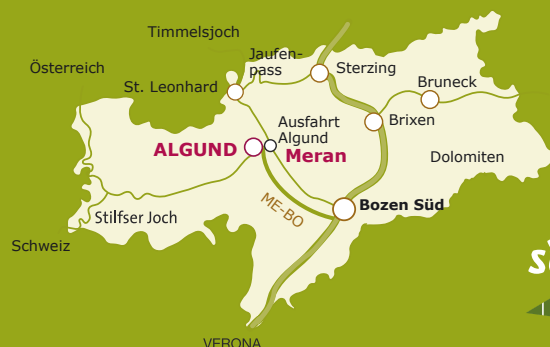 Timmelsjoch
Jaufen-
pass
Österreich
Sterzing
Bruneck
St. Leonhard
Ausfahrt
Algund
Brixen
ALGUND
Meran
Dolomiten
ME-BO
Bozen Süd
Stilfser Joch
Schweiz
VERONA